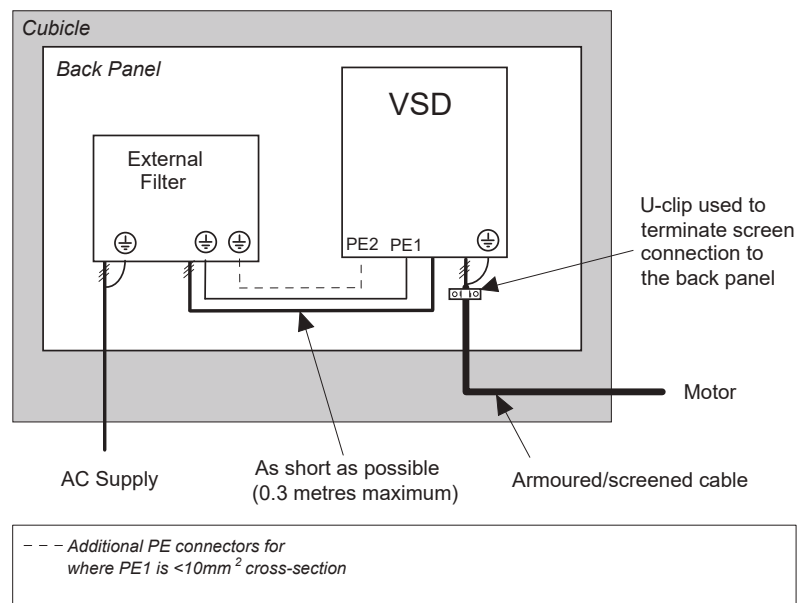 Cubicle
Back Panel
VSD
External
Filter
PE2 PE1
U-clip used to
terminate screen
connection to
the back panel
Motor
AC Supply
As short as possible
(0.3 metres maximum)
Armoured/screened cable
Additional PE connectors for
where PE1 is <10mm² cross-section